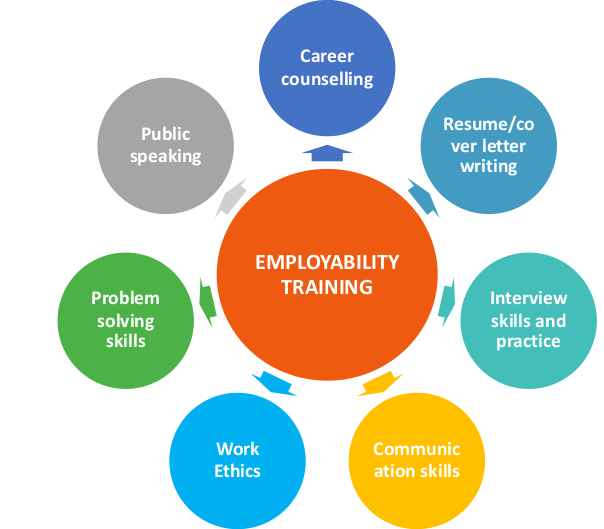 Career
counselling
Resume/co
ver letter
writing
Interview
skills and
practice
Communic
ation skills
Work
Ethics
Problem
solving
skills
Public
speaking
EMPLOYABILITY
TRAINING